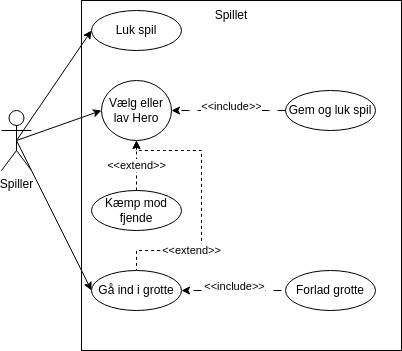 Spillet
Luk spil
Vælg eller
lav Hero
<<include>>
Gem og luk spil
<<extend>>
Spiller
Kæmp mod
fjende
<<extend>>
Gå ind i grotte
<<include>>
Forlad grotte